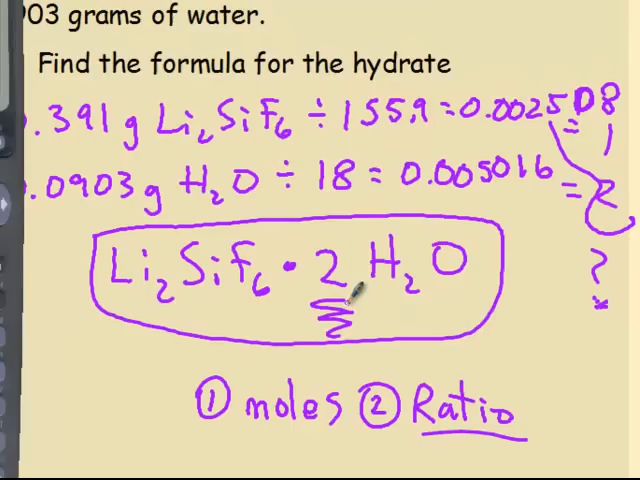 03 grams of water.
Find the formula for the hydrate
.391 g Li₂SiF₆ ÷ 155.9 = 0.002508
= 1
.0903 g H₂O ÷ 18 = 0.005016
= 2
Li₂SiF₆ • 2 H₂O
?
*
① moles ② Ratio